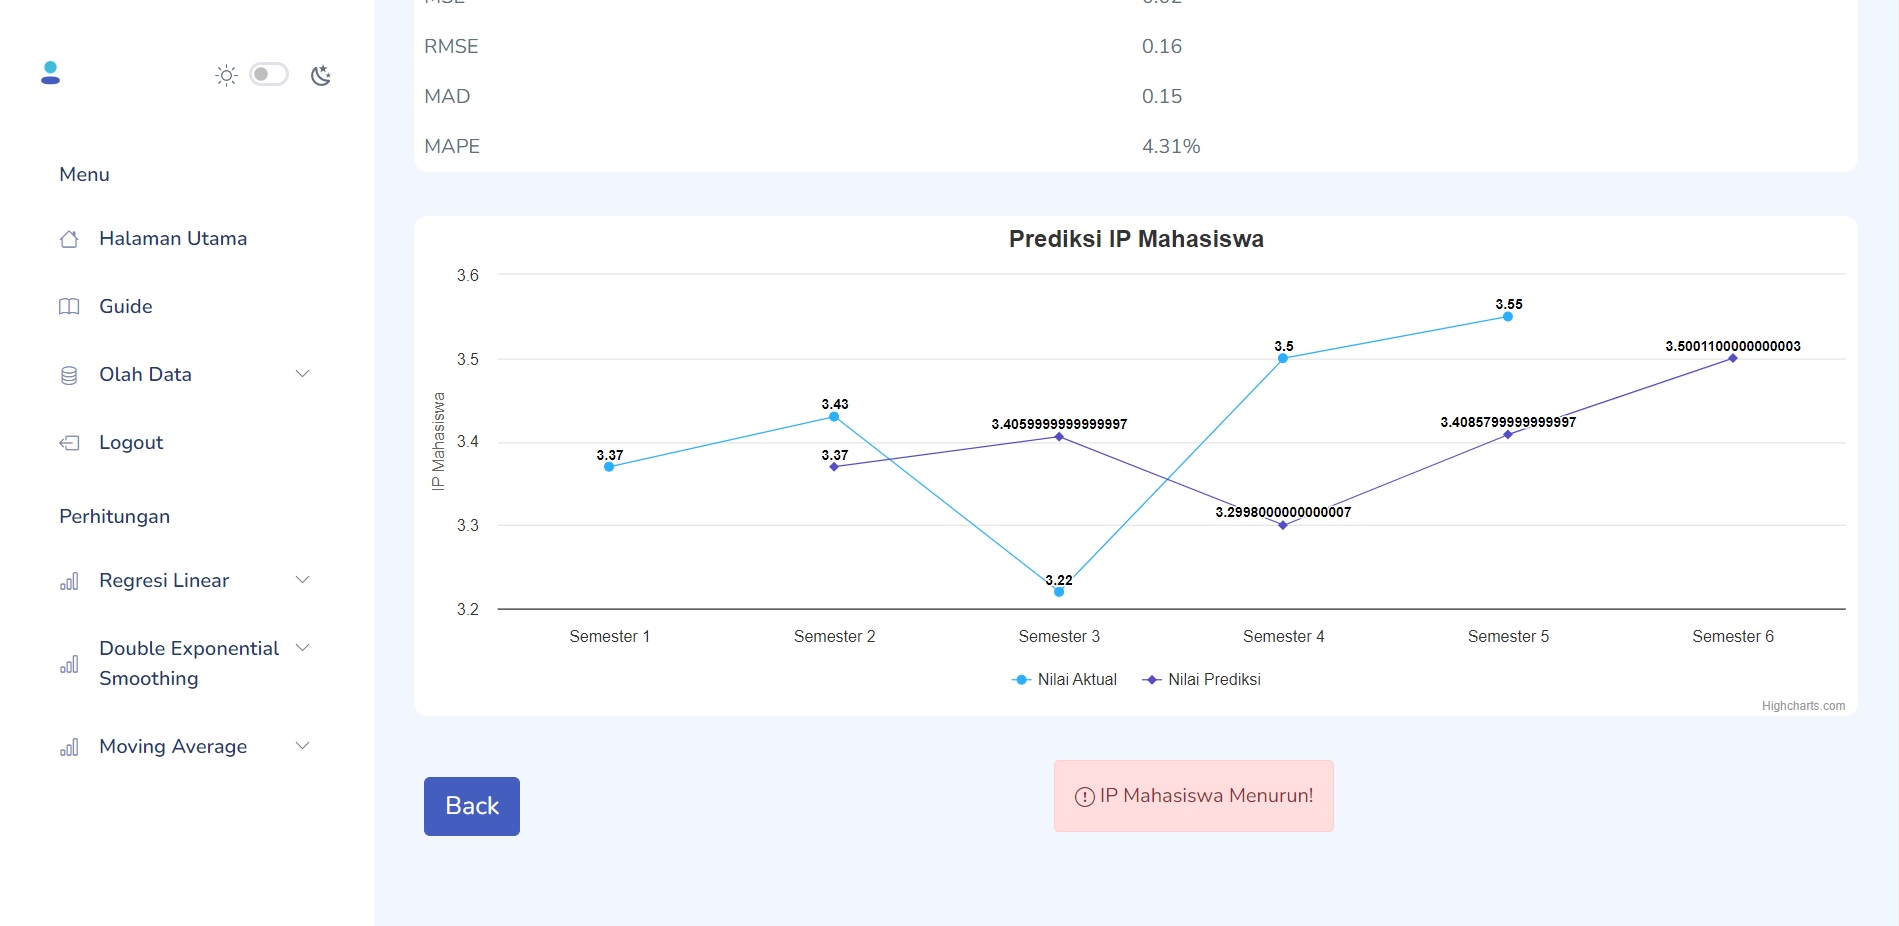 MSE 0.02
RMSE 0.16
MAD 0.15
MAPE 4.31%
Menu
Halaman Utama
Guide
Olah Data
Logout
Perhitungan
Regresi Linear
Double Exponential
Smoothing
Moving Average
Prediksi IP Mahasiswa
IP Mahasiswa
3.6
3.5
3.4
3.3
3.2
3.37
3.43
3.22
3.5
3.55
3.37
3.4059999999999997
3.2998000000000007
3.4085799999999997
3.5001100000000003
Semester 1
Semester 2
Semester 3
Semester 4
Semester 5
Semester 6
Nilai Aktual
Nilai Prediksi
Highcharts.com
Back
IP Mahasiswa Menurun!